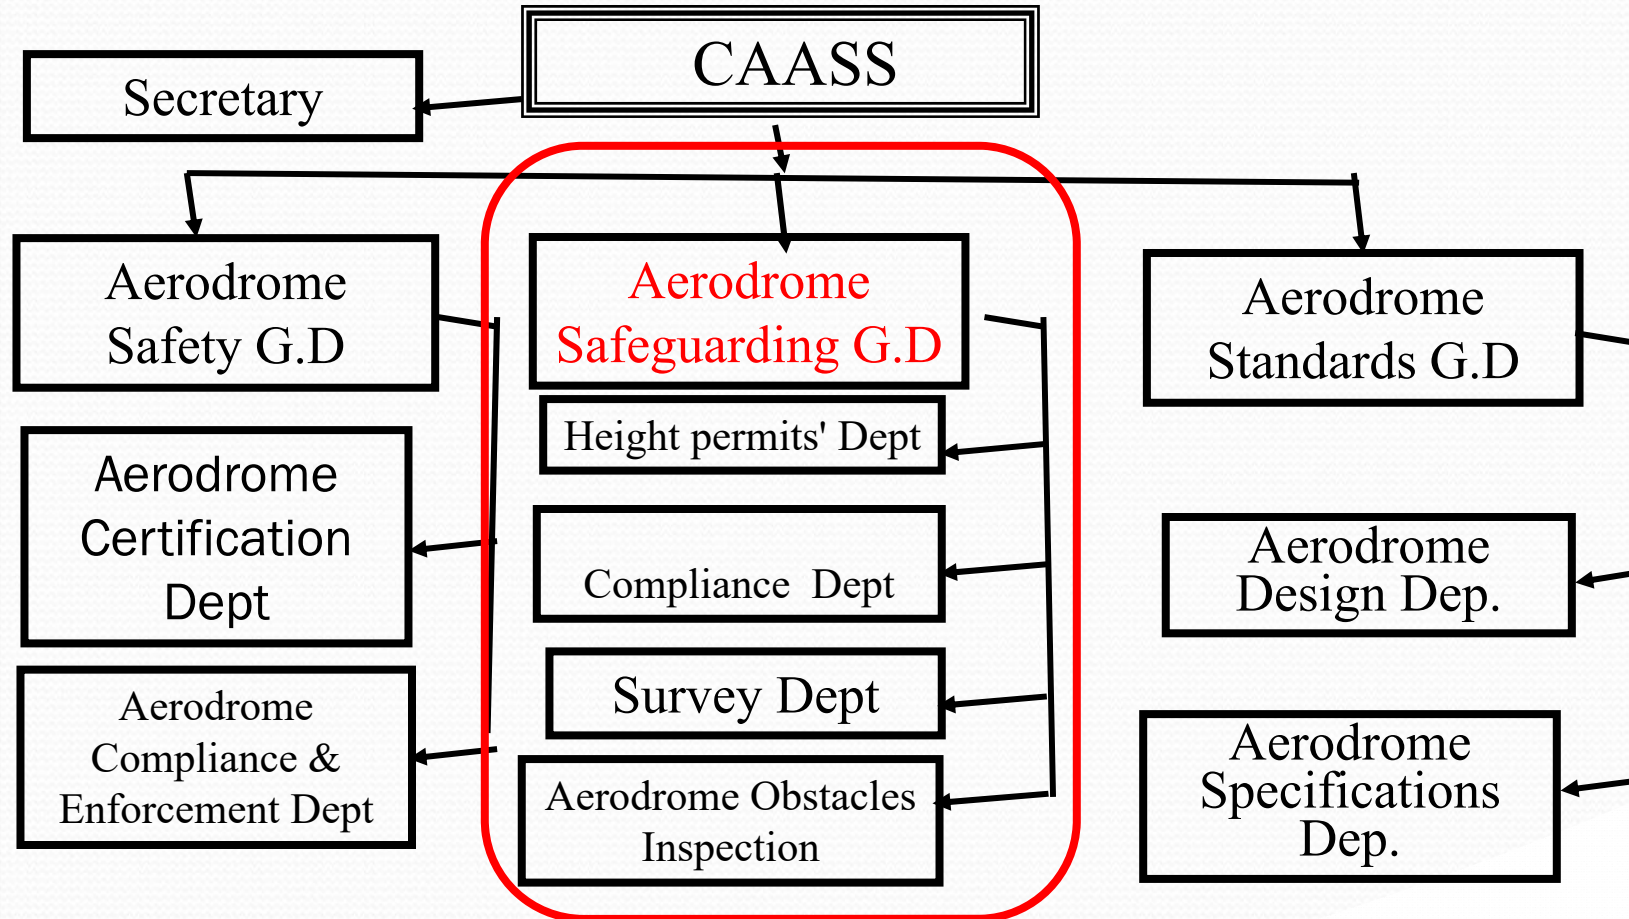 CAASS
Secretary
Aerodrome
Safety G.D
Aerodrome
Safeguarding G.D
Aerodrome
Standards G.D
Aerodrome
Certification
Dept
Aerodrome
Compliance &
Enforcement Dept
Height permits' Dept
Compliance  Dept
Survey Dept
Aerodrome Obstacles
Inspection
Aerodrome
Design Dep.
Aerodrome
Specifications
Dep.